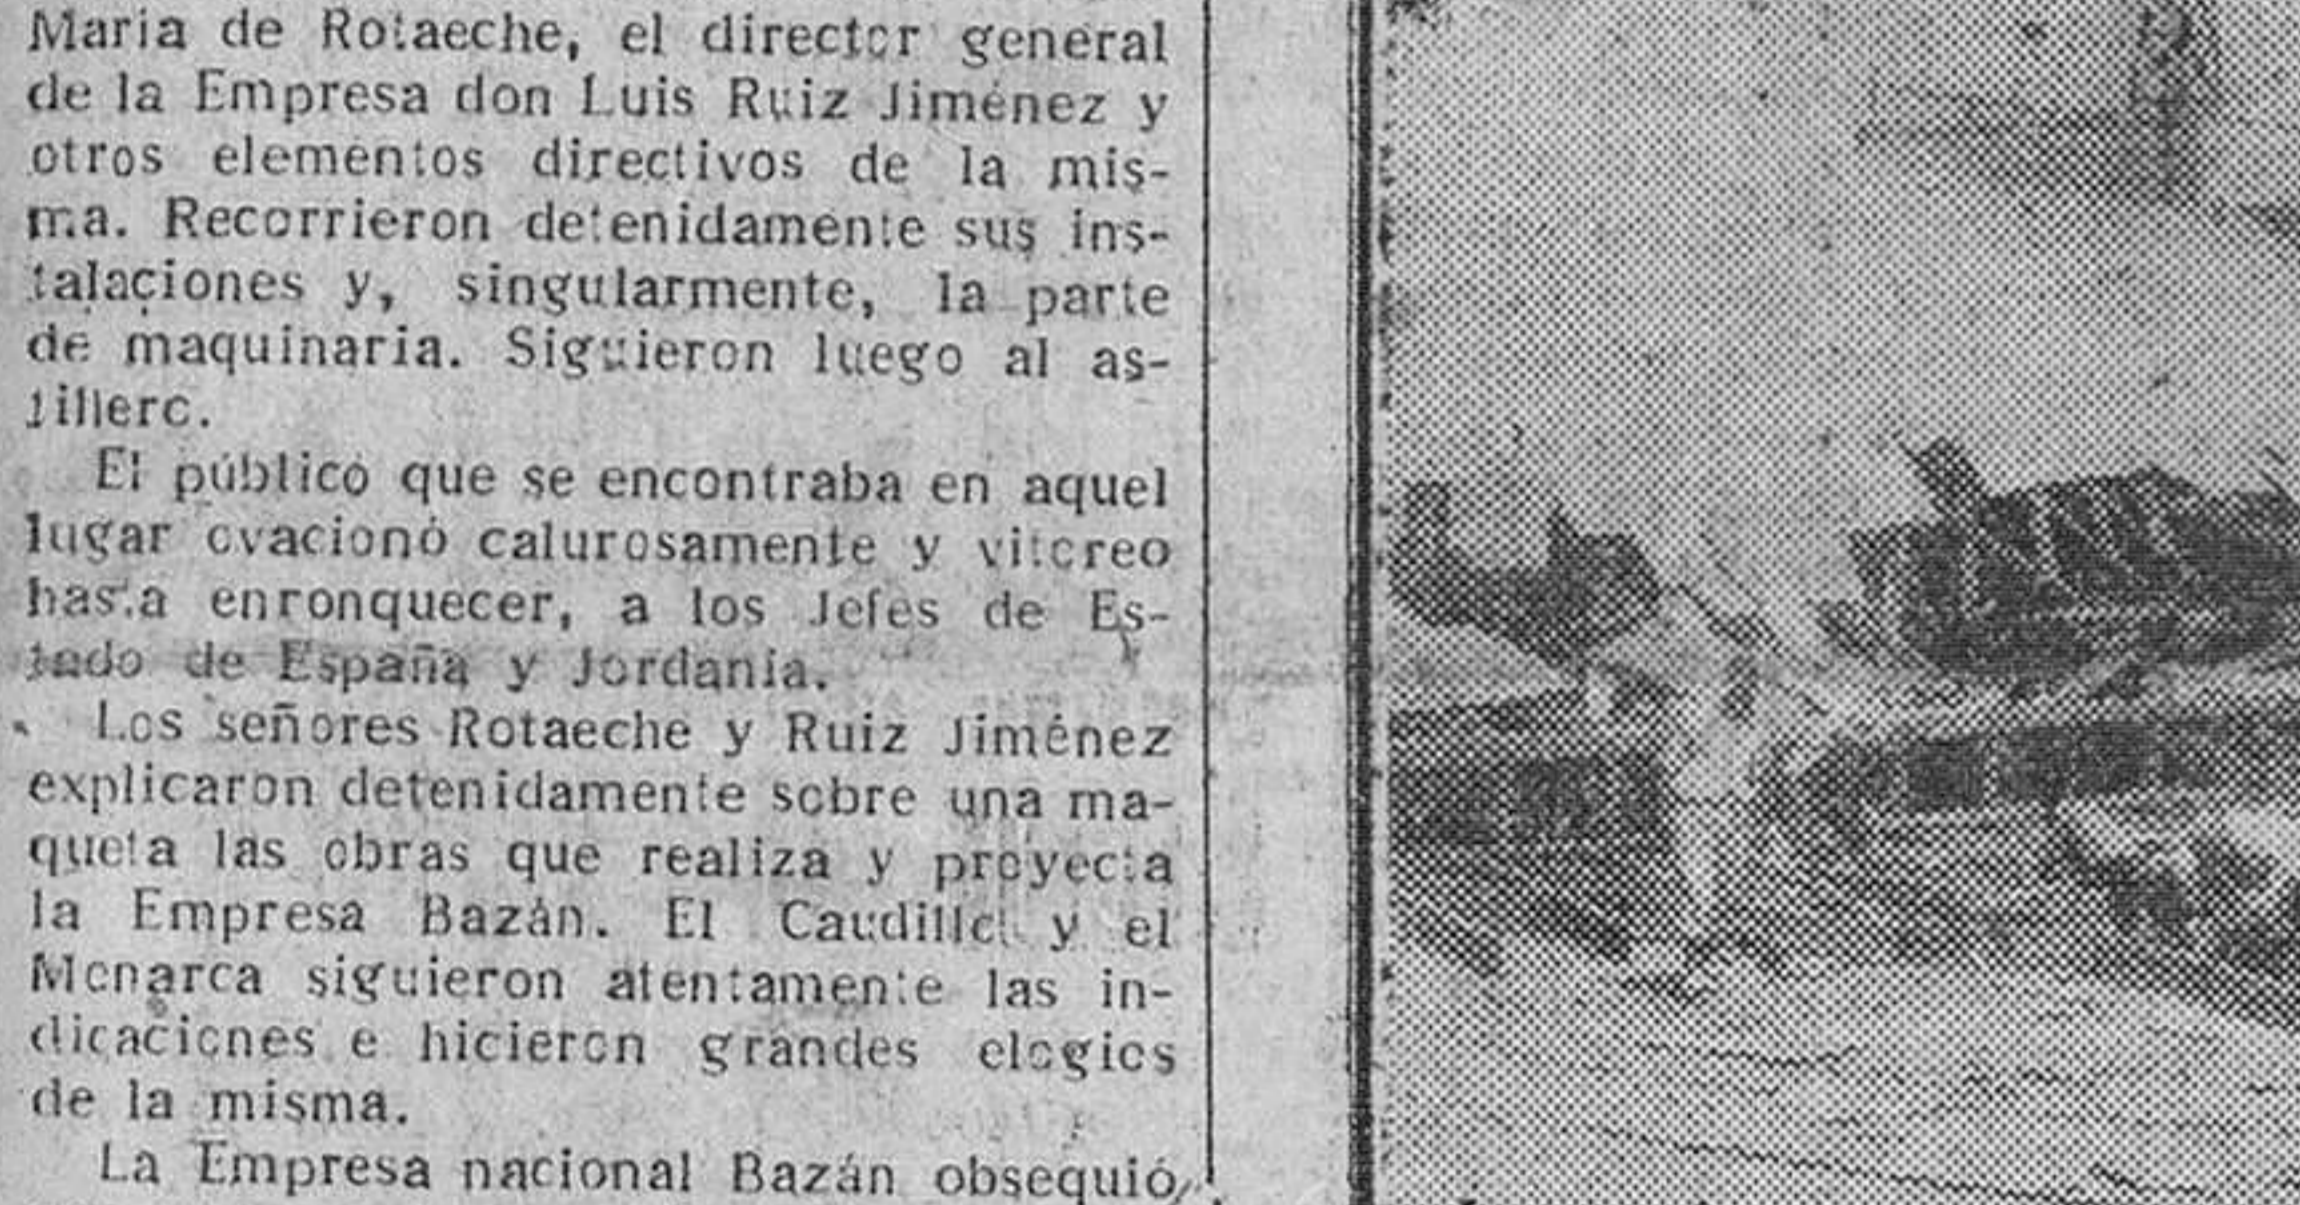 María de Rotaeche, el director general
de la Empresa don Luis Ruiz Jiménez y
otros elementos directivos de la mis-
ma. Recorrieron detenidamente sus ins-
talaciones y, singularmente, la parte
de maquinaria. Siguieron luego al as-
tillero.
El público que se encontraba en aquel
lugar ovacionó calurosamente y vitoreo
hasta enronquecer, a los Jefes de Es-
tado de España y Jordania.
Los señores Rotaeche y Ruiz Jiménez
explicaron detenidamente sobre una ma-
queta las obras que realiza y proyecta
la Empresa Bazán. El Caudillo y el
Monarca siguieron atentamente las in-
dicaciones e hicieron grandes elogios
de la misma.
La Empresa nacional Bazán obsequió